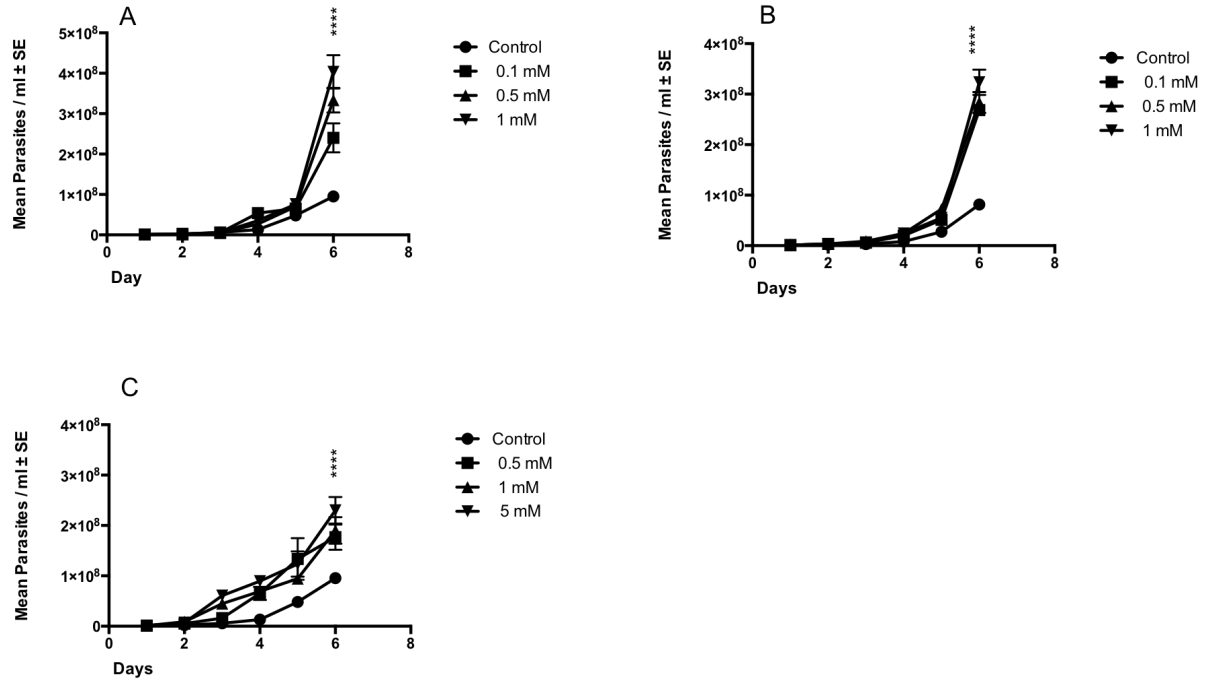 A
****
Mean Parasites / ml ± SE
5×10⁸
4×10⁸
3×10⁸
2×10⁸
1×10⁸
0
0 2 4 6 8
Day
Control
0.1 mM
0.5 mM
1 mM
B
****
Mean Parasites / ml ± SE
4×10⁸
3×10⁸
2×10⁸
1×10⁸
0
0 2 4 6 8
Days
Control
0.1 mM
0.5 mM
1 mM
C
****
Mean Parasites / ml ± SE
4×10⁸
3×10⁸
2×10⁸
1×10⁸
0
0 2 4 6 8
Days
Control
0.5 mM
1 mM
5 mM